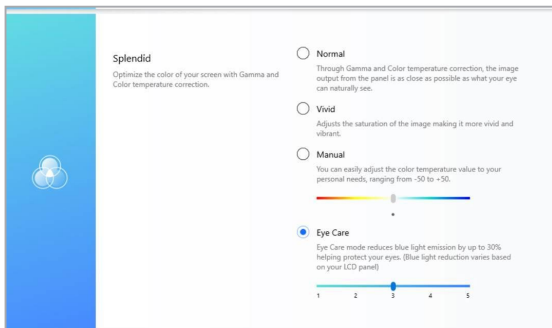 Splendid
Optimize the color of your screen with Gamma and
Color temperature correction.
Normal
Through Gamma and Color temperature correction, the image
output from the panel is as close as possible as what your eye
can naturally see.
Vivid
Adjusts the saturation of the image making it more vivid and
vibrant.
Manual
You can easily adjust the color temperature value to your
personal needs, ranging from -50 to +50.
Eye Care
Eye Care mode reduces blue light emission by up to 30%
helping protect your eyes. (Blue light reduction varies based
on your LCD panel)
1 2 3 4 5